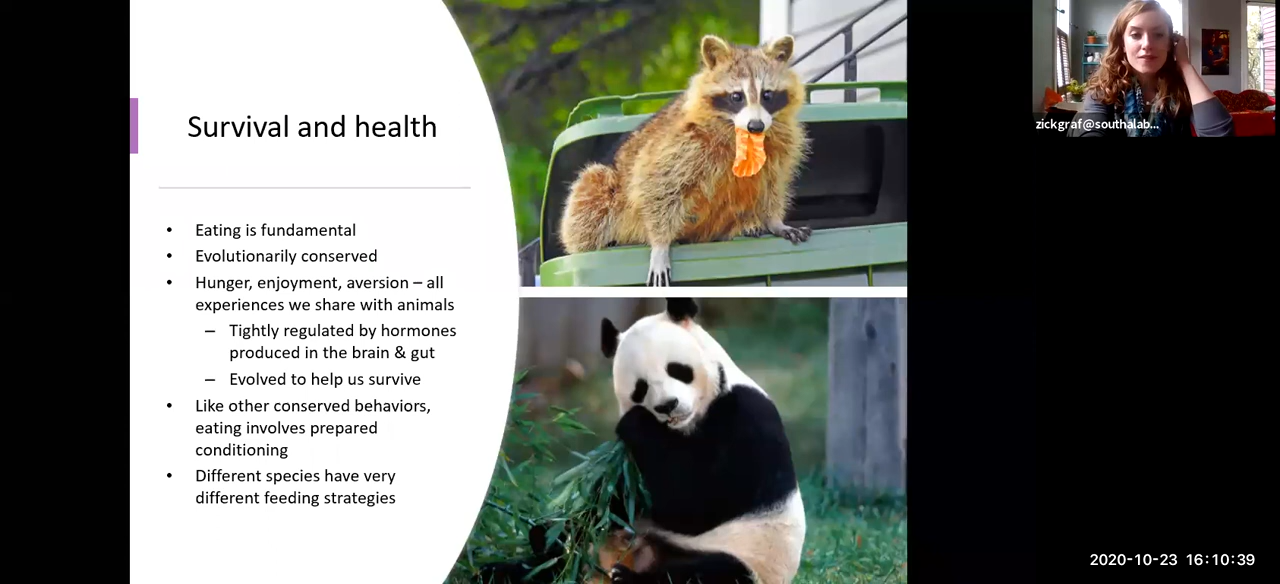 Survival and health
• Eating is fundamental
• Evolutionarily conserved
• Hunger, enjoyment, aversion – all
experiences we share with animals
– Tightly regulated by hormones
produced in the brain & gut
– Evolved to help us survive
• Like other conserved behaviors,
eating involves prepared
conditioning
• Different species have very
different feeding strategies
zickgraf@southalab...
2020-10-23 16:10:39